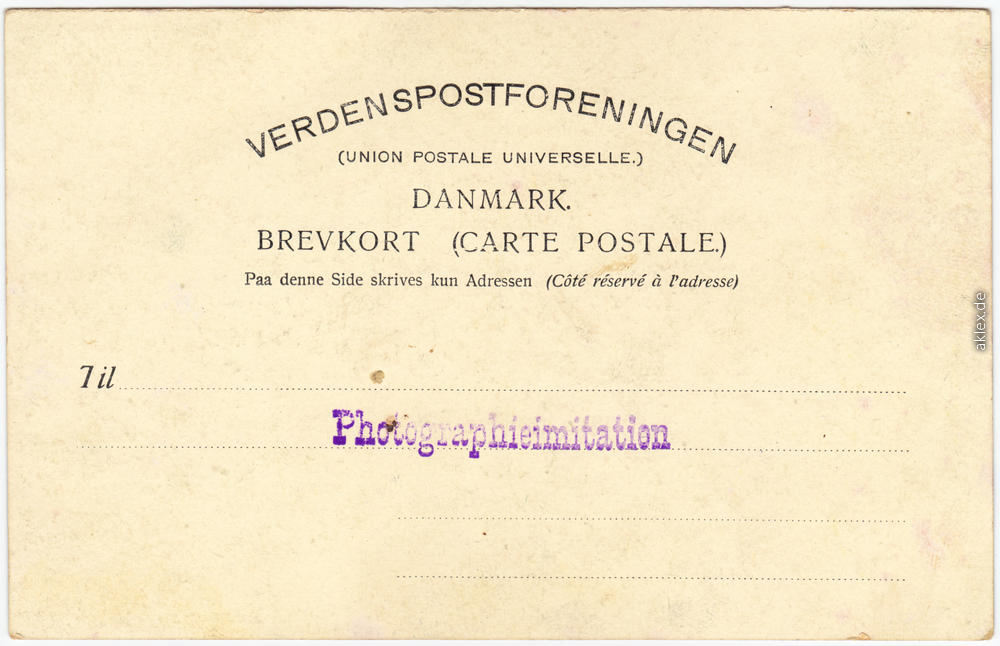 VERDENSPOSTFORENINGEN
(UNION POSTALE UNIVERSELLE.)
DANMARK.
BREVKORT (CARTE POSTALE.)
Paa denne Side skrives kun Adressen (Côté réservé à l'adresse)
Til
Photographieimitation
aklex.de